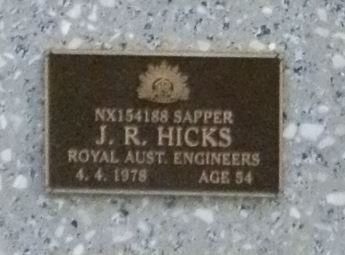 NX154188 SAPPER
J. R. HICKS
ROYAL AUST. ENGINEERS
4. 4. 1978 AGE 54